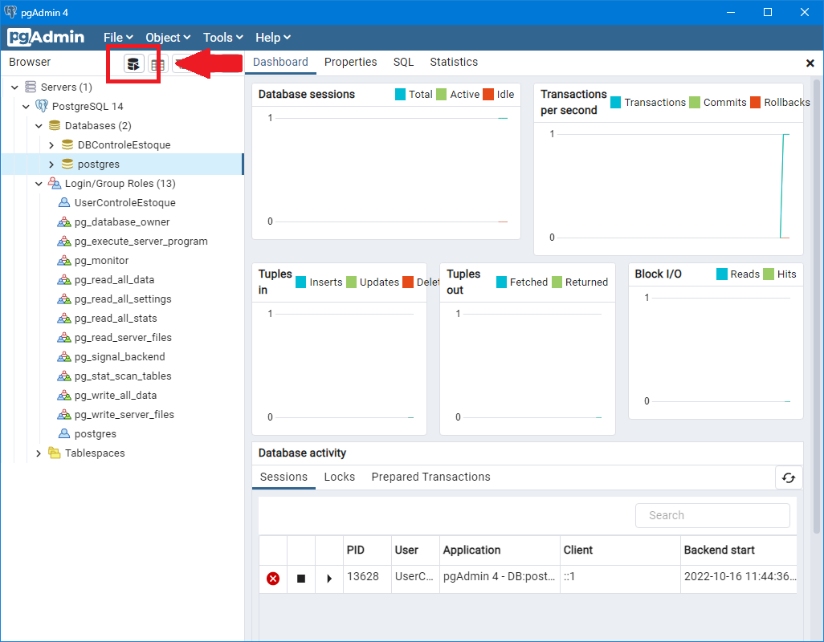 pgAdmin 4
pgAdmin File Object Tools Help
Browser
Dashboard Properties SQL Statistics
Servers (1)
PostgreSQL 14
Databases (2)
DBControleEstoque
postgres
Login/Group Roles (13)
UserControleEstoque
pg_database_owner
pg_execute_server_program
pg_monitor
pg_read_all_data
pg_read_all_settings
pg_read_all_stats
pg_read_server_files
pg_signal_backend
pg_stat_scan_tables
pg_write_all_data
pg_write_server_files
postgres
Tablespaces
Database sessions Total Active Idle
1
0
Transactions
per second Transactions Commits Rollbacks
1
0
Tuples
in Inserts Updates Delet
1
0
Tuples
out Fetched Returned
1
0
Block I/O Reads Hits
1
0
Database activity
Sessions Locks Prepared Transactions
Search
PID User Application Client Backend start
13628 UserC... pgAdmin 4 - DB:post... ::1 2022-10-16 11:44:36...